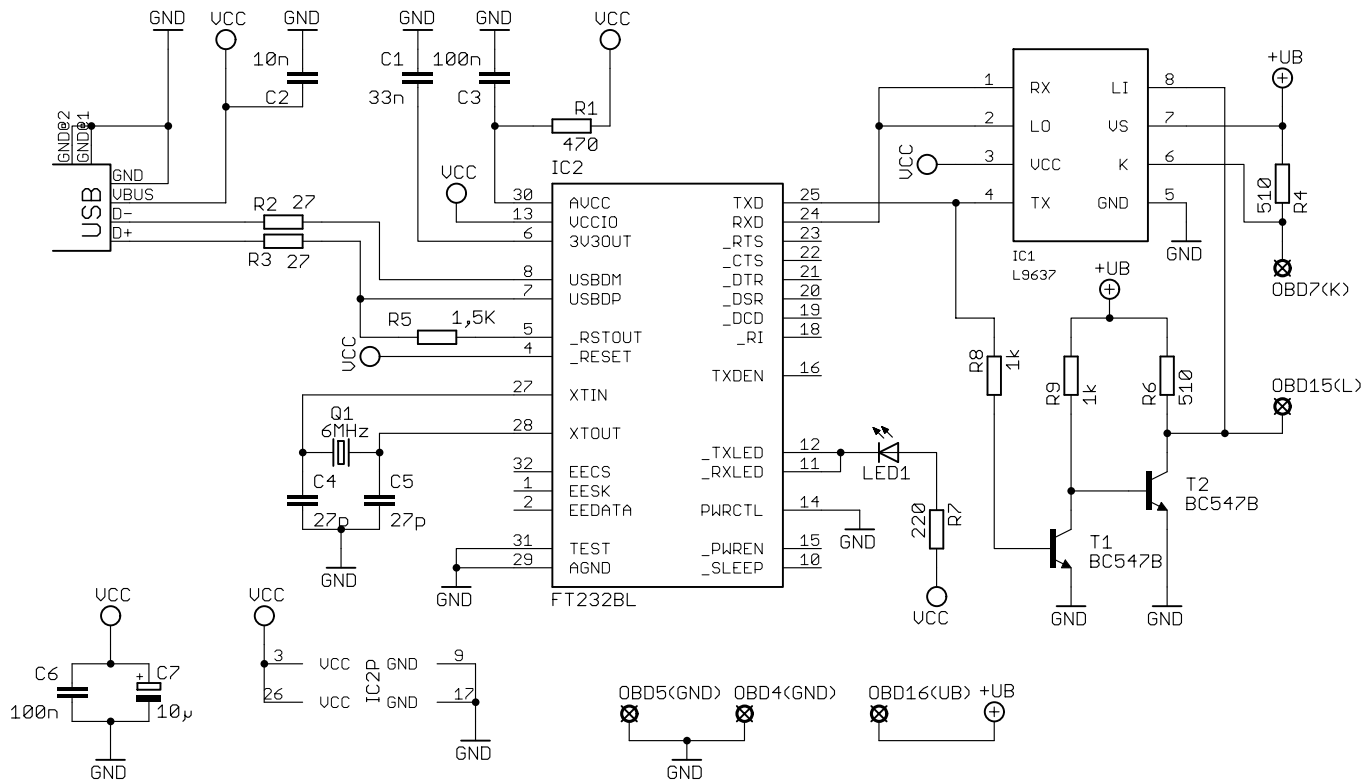 GND
VCC
GND
GND
GND
VCC
10n
C2
C1
33n
100n
C3
R1
470
GND@2
GND@1
USB
GND
VBUS
D-
D+
R2 27
R3 27
VCC
IC2
30 AVCC
13 VCCIO
6 3V3OUT
8 USBDM
7 USBDP
5 _RSTOUT
4 _RESET
27 XTIN
28 XTOUT
32 EECS
1 EESK
2 EEDATA
31 TEST
29 AGND
TXD 25
RXD 24
_RTS 23
_CTS 22
_DTR 21
_DSR 20
_DCD 19
_RI 18
TXDEN 16
_TXLED 12
_RXLED 11
PWRCTL 14
_PWREN 15
_SLEEP 10
FT232BL
R5 1,5K
VCC
Q1
6MHz
C4
27p
C5
27p
GND
GND
VCC
1 RX
2 LO
3 VCC
4 TX
LI 8
VS 7
K 6
GND 5
IC1
L9637
GND
+UB
510
R4
OBD7(K)
+UB
R8
1k
R9
1k
R6
510
OBD15(L)
LED1
220
R7
VCC
GND
T1
BC547B
T2
BC547B
GND
GND
VCC
C6
100n
C7
+
10µ
GND
VCC
3 VCC
26 VCC
IC2P
GND 9
GND 17
GND
OBD5(GND)
OBD4(GND)
GND
OBD16(UB)
+UB